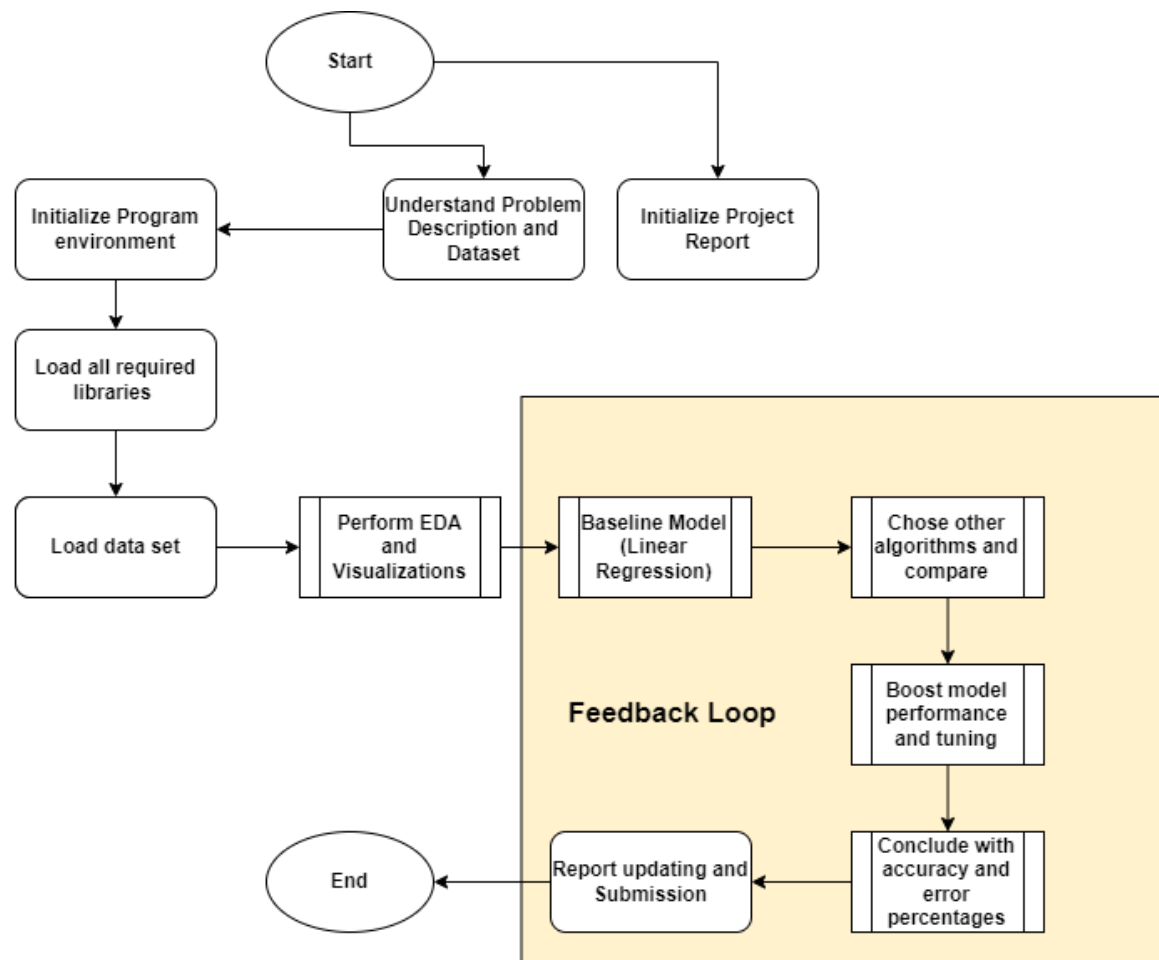 Start
Initialize Program
environment
Understand Problem
Description and
Dataset
Initialize Project
Report
Load all required
libraries
Load data set
Perform EDA
and
Visualizations
Baseline Model
(Linear
Regression)
Chose other
algorithms and
compare
Feedback Loop
Boost model
performance
and tuning
Conclude with
accuracy and
error
percentages
Report updating and
Submission
End